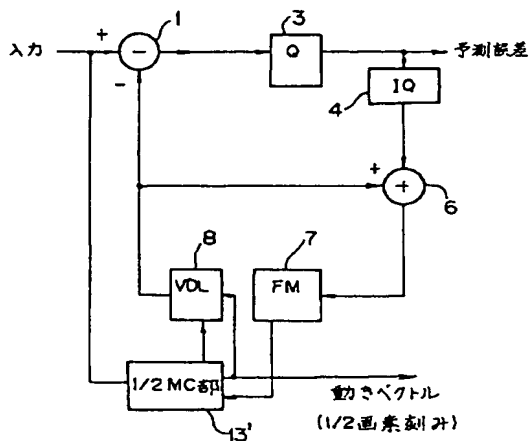 1
3
入力
+
−
Q
予測誤差
−
4
IQ
+
+
6
8
7
VDL
FM
1/2 MC部
動きベクトル
(1/2画素刻み)
13'